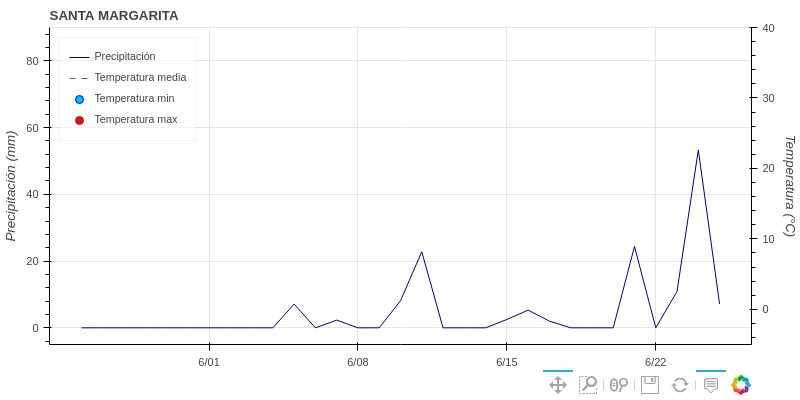 SANTA MARGARITA
Precipitación
Temperatura media
Temperatura min
Temperatura max
Precipitación (mm)
80
60
40
20
0
Temperatura (°C)
40
30
20
10
0
6/01
6/08
6/15
6/22